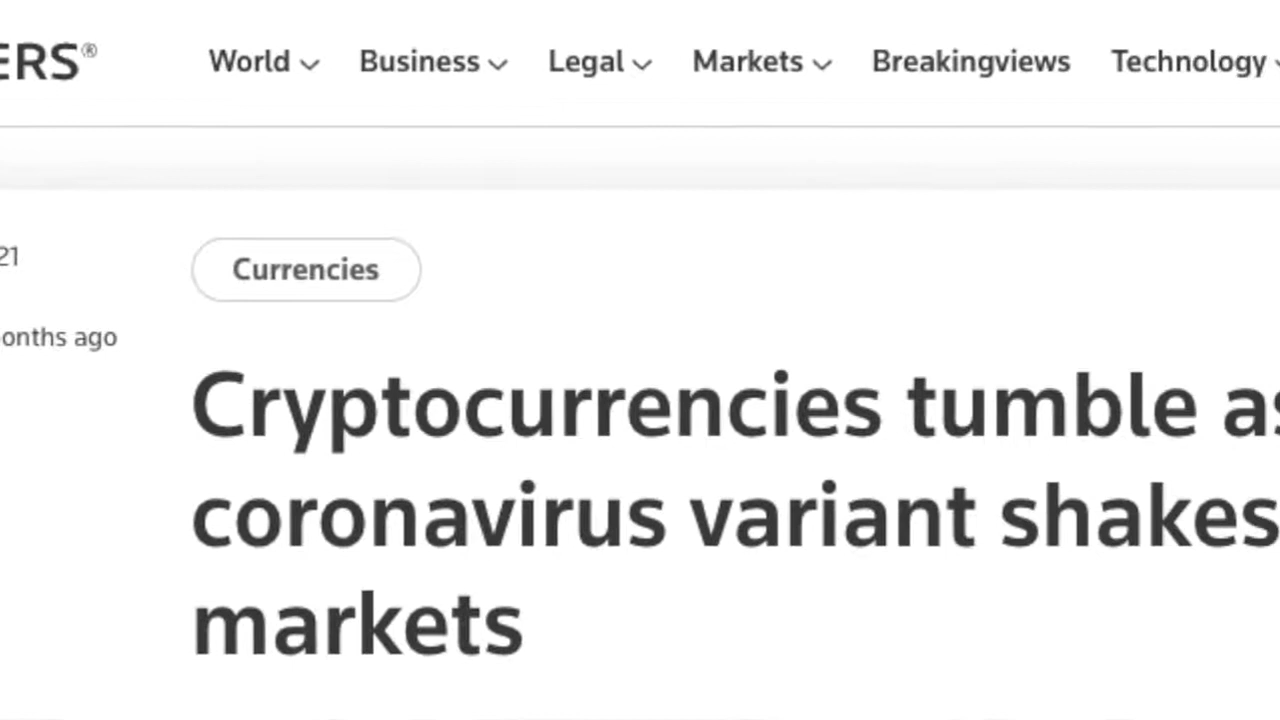 ERS®
World Business Legal Markets Breakingviews Technology
21
Currencies
onths ago
Cryptocurrencies tumble as
coronavirus variant shakes
markets